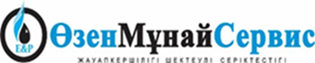 E&P
ӨзенМұнайСервис
ЖАУАПКЕРШІЛІГІ ШЕКТЕУЛІ СЕРІКТЕСТІГІ